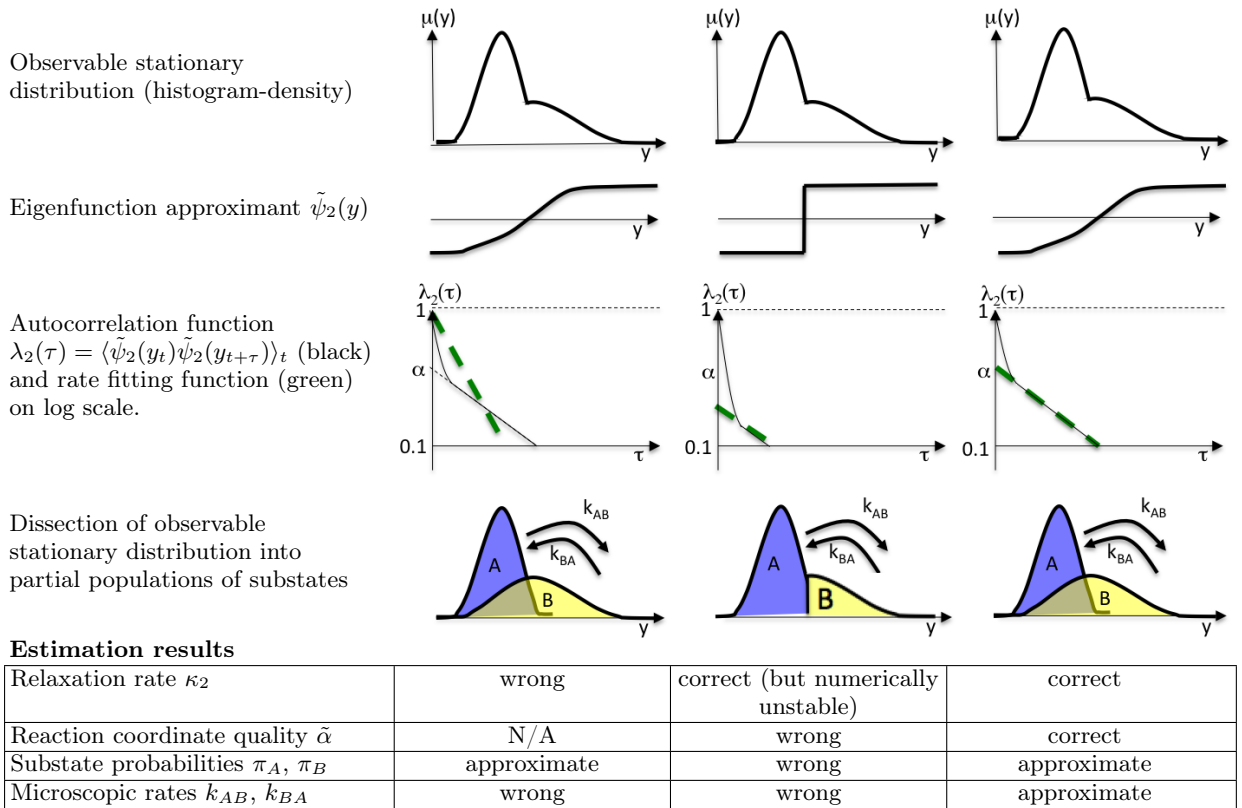 μ(y) μ(y) μ(y)
Observable stationary
distribution (histogram-density)
y y y
Eigenfunction approximant ψ̃₂(y)
y y y
λ₂(τ) λ₂(τ) λ₂(τ)
1 1 1
Autocorrelation function
λ₂(τ) = ⟨ψ̃₂(yₜ)ψ̃₂(yₜ₊τ)⟩ₜ (black)
and rate fitting function (green)
on log scale.
α α α
0.1 0.1 0.1
τ τ τ
Dissection of observable
stationary distribution into
partial populations of substates
k_AB k_AB k_AB
k_BA k_BA k_BA
A A A
B B B
y y y
Estimation results
Relaxation rate κ₂ wrong correct (but numerically correct
unstable)
Reaction coordinate quality α̃ N/A wrong correct
Substate probabilities π_A, π_B approximate wrong approximate
Microscopic rates k_AB, k_BA wrong wrong approximate